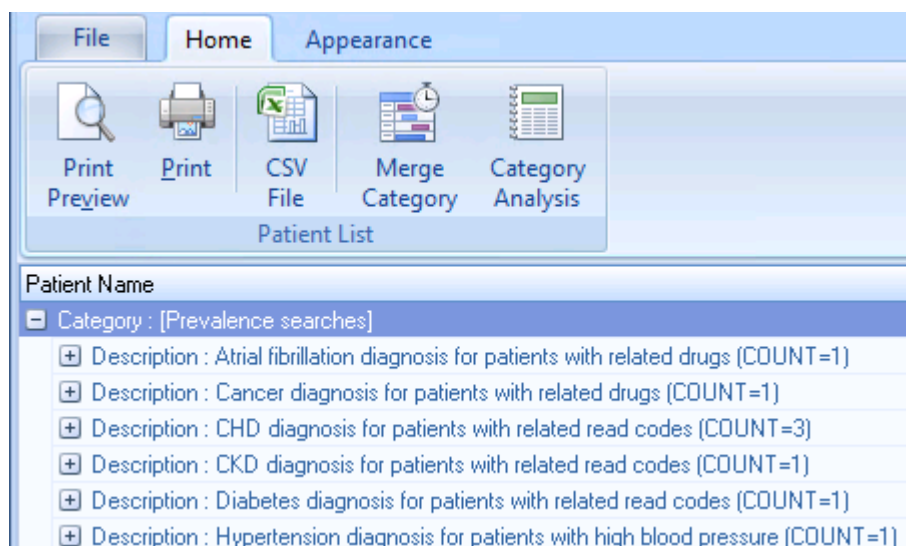 File Home Appearance
Print Preview Print CSV File Merge Category Category Analysis
Patient List
Patient Name
Category : [Prevalence searches]
Description : Atrial fibrillation diagnosis for patients with related drugs (COUNT=1)
Description : Cancer diagnosis for patients with related drugs (COUNT=1)
Description : CHD diagnosis for patients with related read codes (COUNT=3)
Description : CKD diagnosis for patients with related read codes (COUNT=1)
Description : Diabetes diagnosis for patients with related read codes (COUNT=1)
Description : Hypertension diagnosis for patients with high blood pressure (COUNT=1)